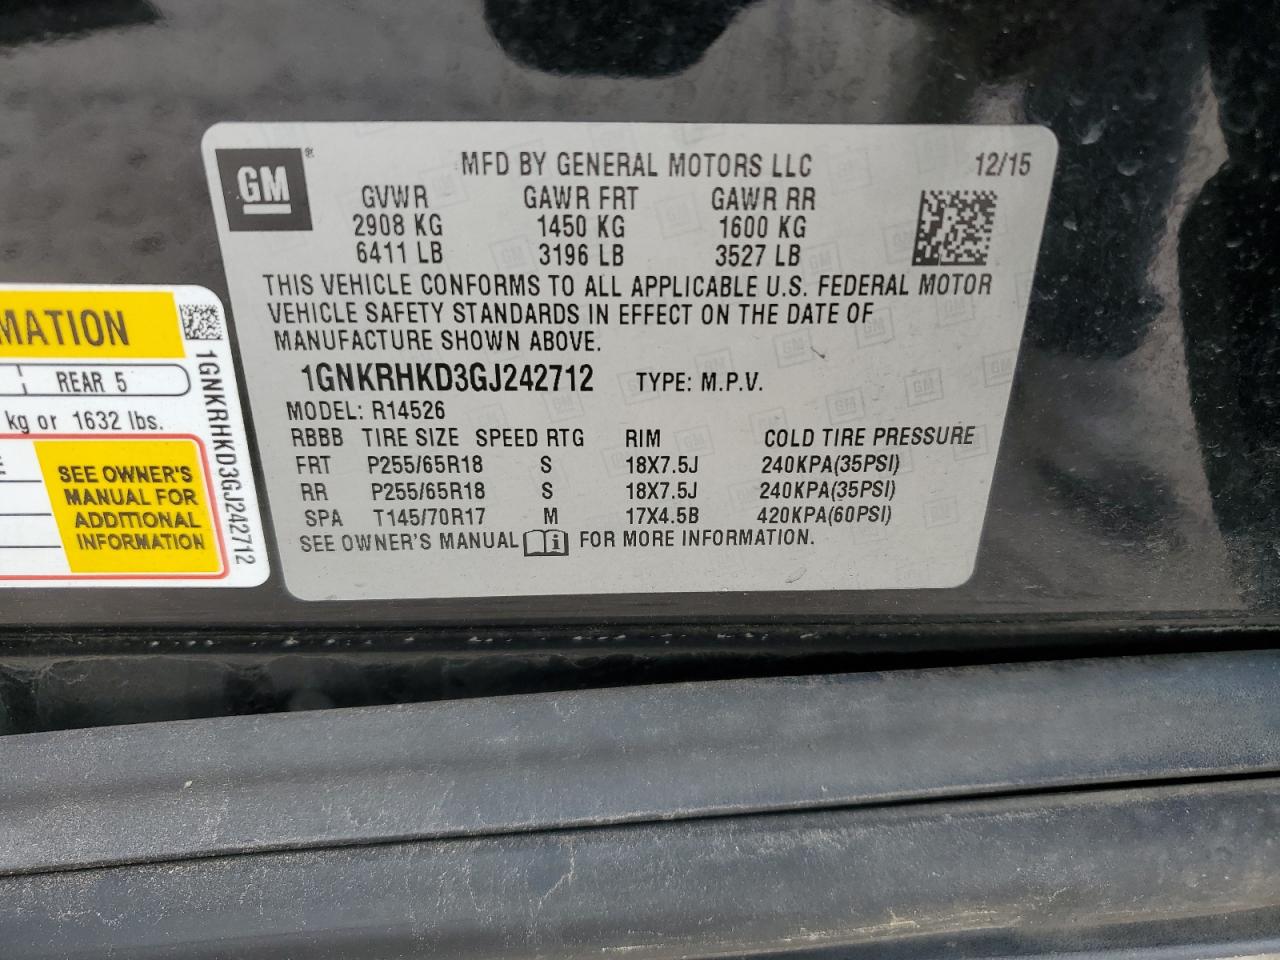 GM
®
MFD BY GENERAL MOTORS LLC 12/15
GVWR GAWR FRT GAWR RR
2908 KG 1450 KG 1600 KG
6411 LB 3196 LB 3527 LB
THIS VEHICLE CONFORMS TO ALL APPLICABLE U.S. FEDERAL MOTOR
VEHICLE SAFETY STANDARDS IN EFFECT ON THE DATE OF
MANUFACTURE SHOWN ABOVE.
1GNKRHKD3GJ242712 TYPE: M.P.V.
MODEL: R14526
RBBB TIRE SIZE SPEED RTG RIM COLD TIRE PRESSURE
FRT P255/65R18 S 18X7.5J 240KPA(35PSI)
RR P255/65R18 S 18X7.5J 240KPA(35PSI)
SPA T145/70R17 M 17X4.5B 420KPA(60PSI)
SEE OWNER'S MANUAL i FOR MORE INFORMATION.
MATION
REAR 5
kg or 1632 lbs.
SEE OWNER'S
MANUAL FOR
ADDITIONAL
INFORMATION
1GNKRHKD3GJ242712